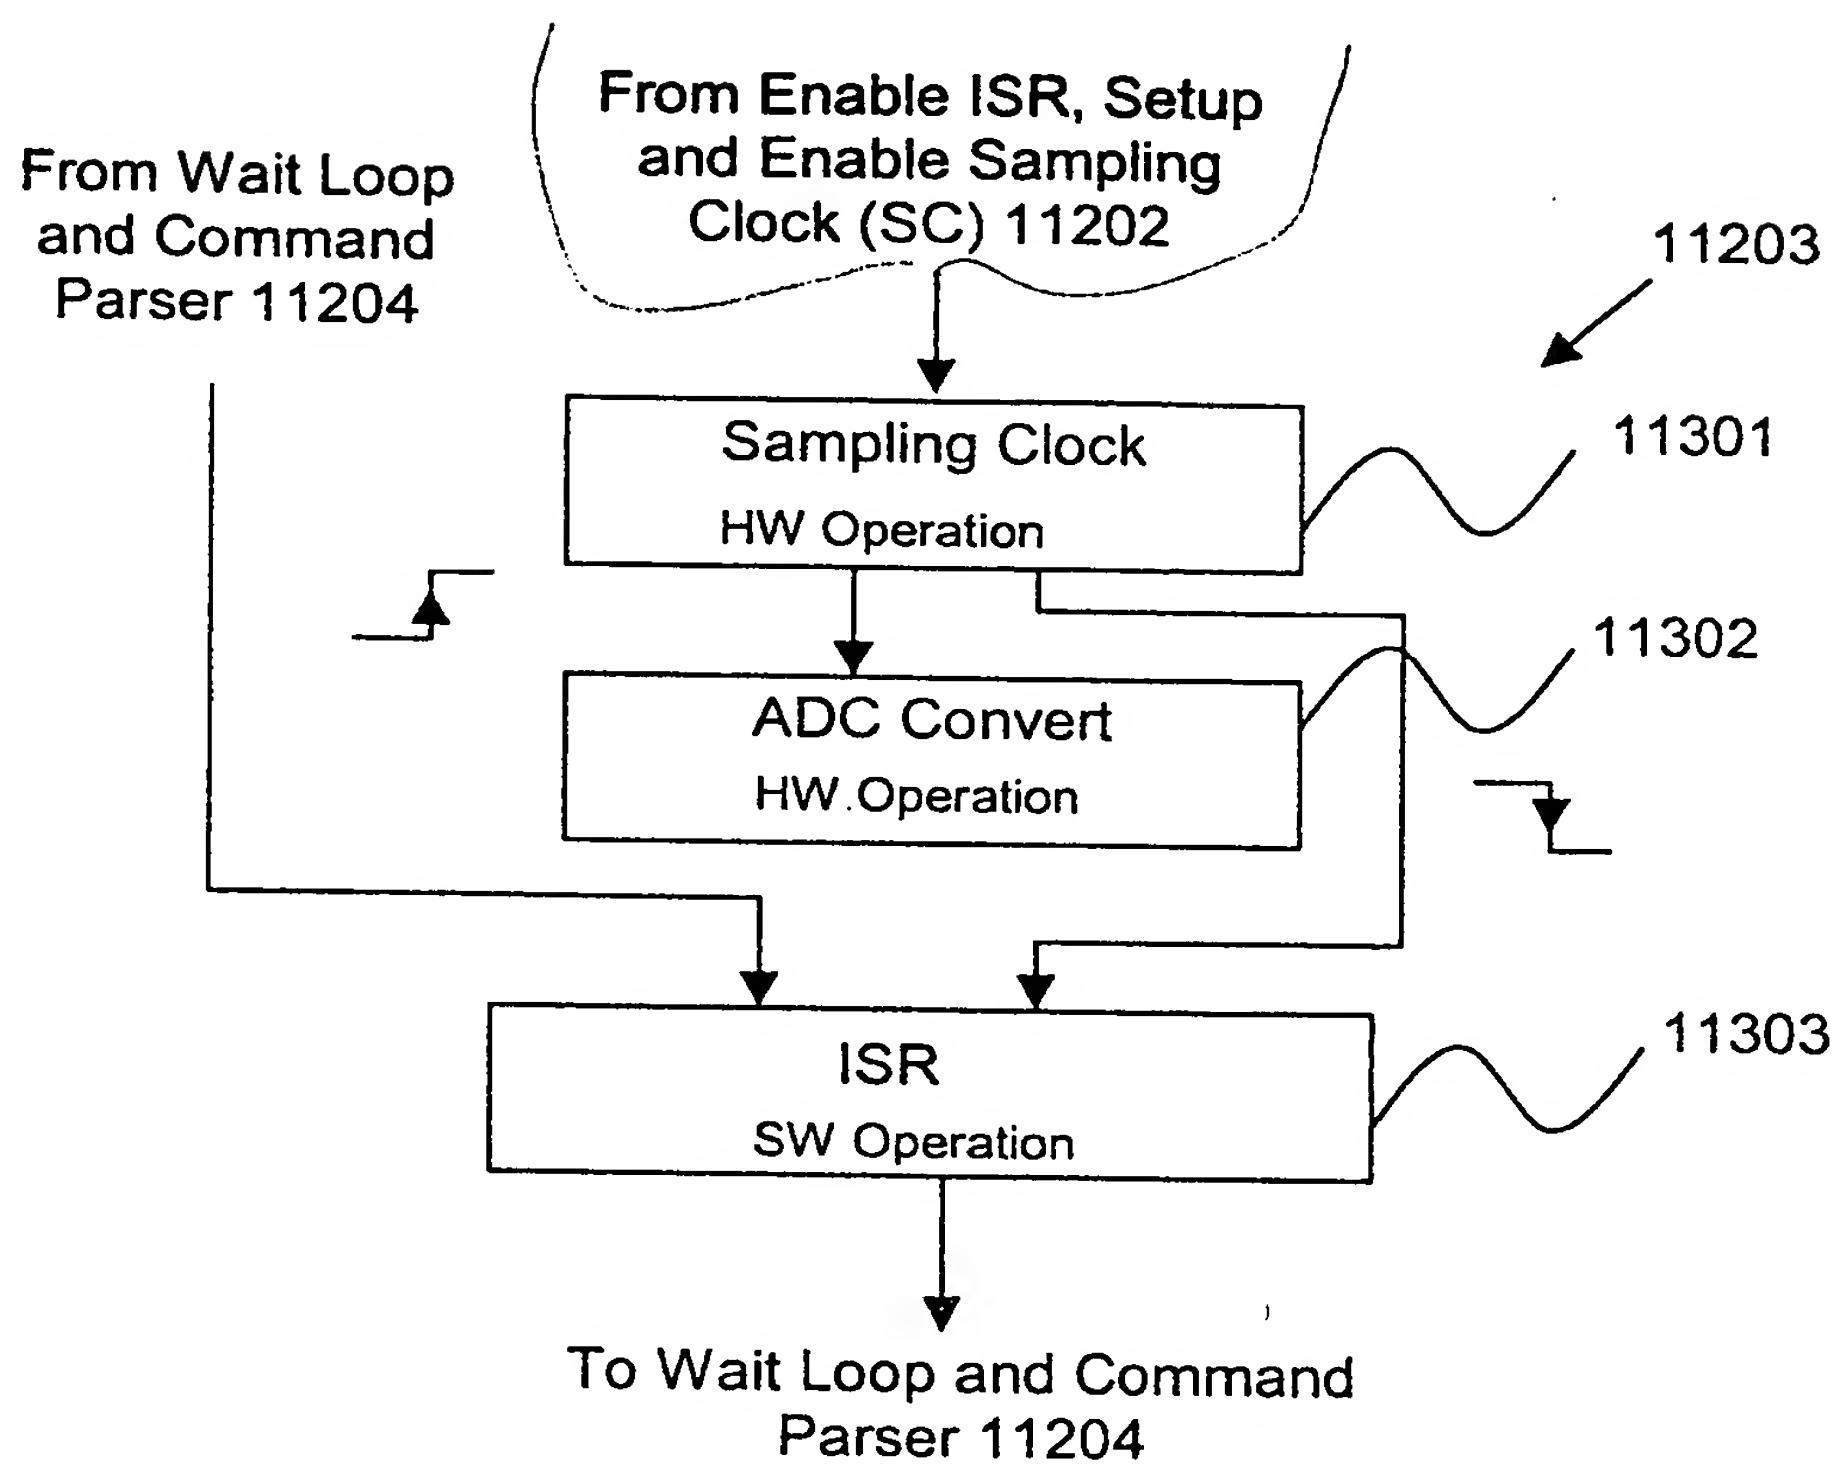 From Enable ISR, Setup
and Enable Sampling
Clock (SC) 11202
From Wait Loop
and Command
Parser 11204
11203
Sampling Clock
HW Operation
11301
ADC Convert
HW Operation
11302
ISR
SW Operation
11303
To Wait Loop and Command
Parser 11204